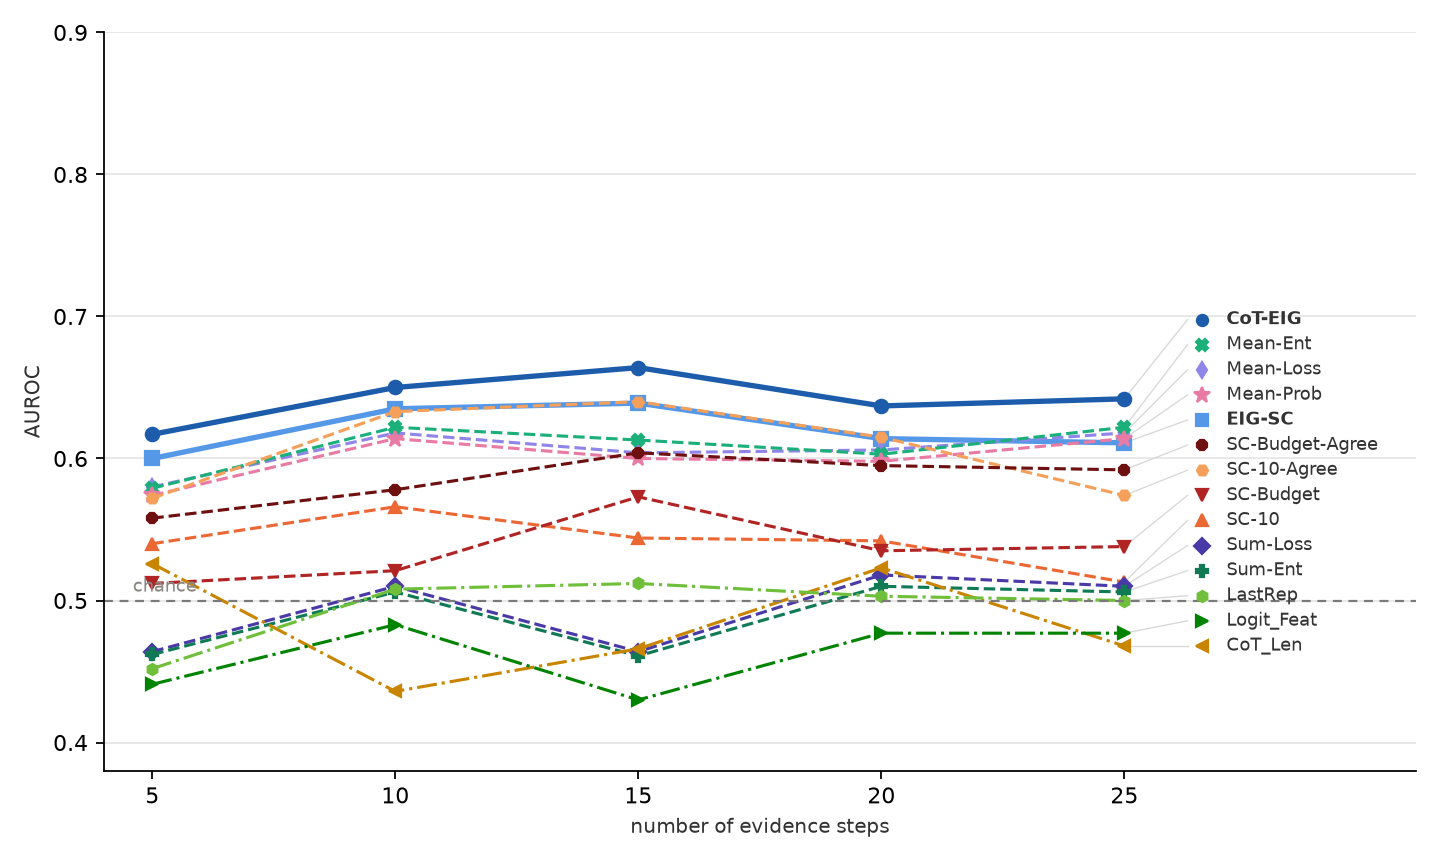 0.9
0.8
0.7
0.6
0.5
0.4
AUROC
chance
5
10
15
20
25
number of evidence steps
CoT-EIG
Mean-Ent
Mean-Loss
Mean-Prob
EIG-SC
SC-Budget-Agree
SC-10-Agree
SC-Budget
SC-10
Sum-Loss
Sum-Ent
LastRep
Logit_Feat
CoT_Len